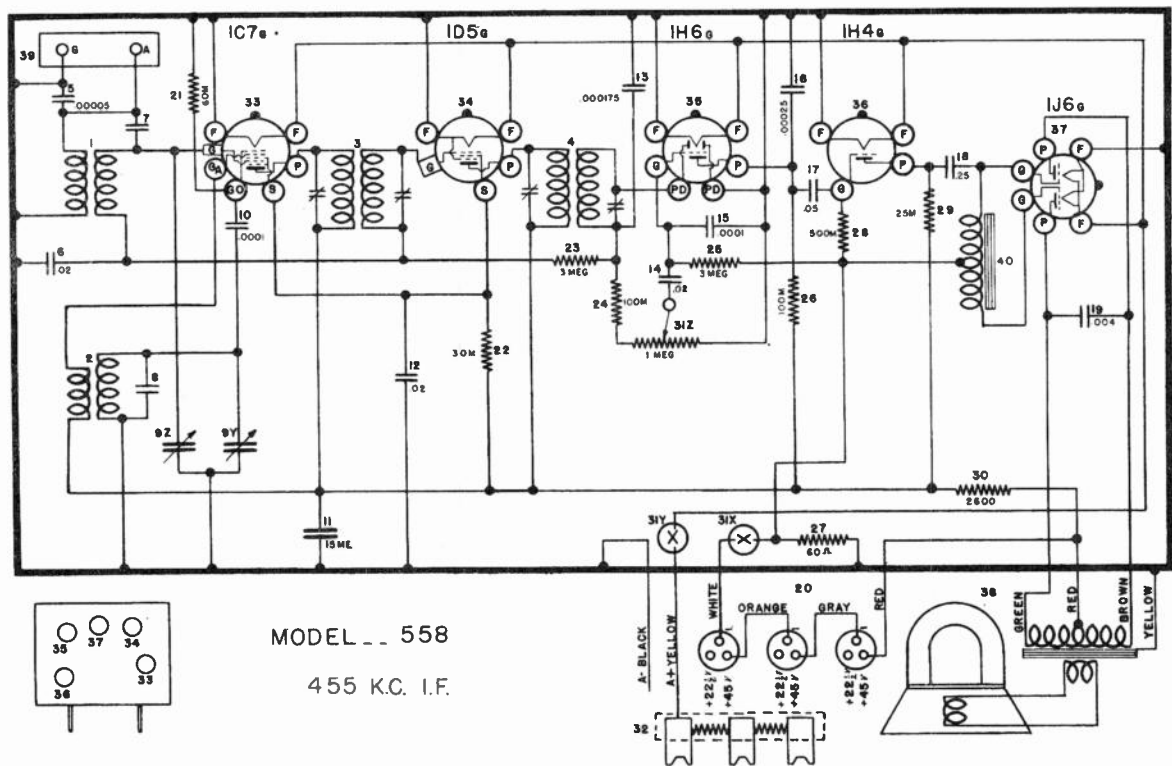 1C7G
1D5G
1H6G
1H4G
1J6G
39
G
A
5
.00005
7
21
60M
33
34
13
.000175
35
16
.00025
36
37
1
G
GA
GO
S
F
F
P
3
F
F
G
P
S
4
F
F
G
P
PD
PD
17
.05
F
F
G
P
18
.25
P
F
G
G
P
F
10
.0001
15
.0001
500M
28
25M
29
40
6
.02
23
3 MEG
14
.02
25
3 MEG
24
100M
100M
26
19
.004
31Z
1 MEG
2
8
12
.02
30M
22
9Z
9Y
11
15 ME.
30
2600
31Y
31X
27
60Ω
20
WHITE
ORANGE
GRAY
RED
38
GREEN
RED
BROWN
YELLOW
A- BLACK
A+YELLOW
+22½V
+45V
+22½V
+45V
+22½V
+45V
32
35
37
34
36
33
MODEL__ 558
455 K.C. I.F.